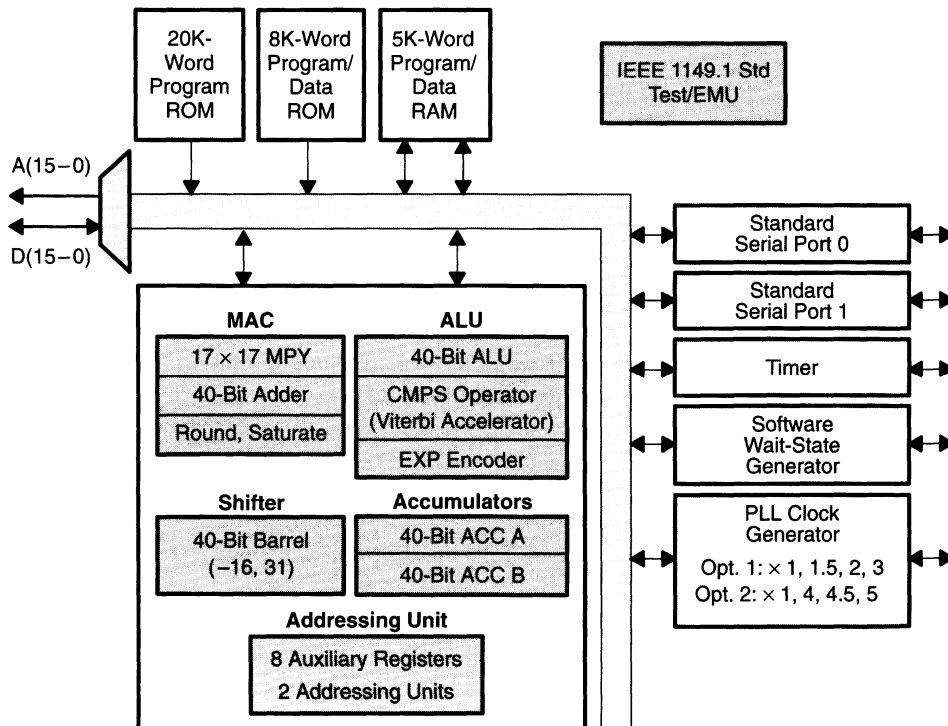 20K-
Word
Program
ROM
8K-Word
Program/
Data
ROM
5K-Word
Program/
Data
RAM
IEEE 1149.1 Std
Test/EMU
A(15−0)
D(15−0)
Standard
Serial Port 0
Standard
Serial Port 1
Timer
Software
Wait-State
Generator
PLL Clock
Generator
Opt. 1: × 1, 1.5, 2, 3
Opt. 2: × 1, 4, 4.5, 5
MAC
17 × 17 MPY
40-Bit Adder
Round, Saturate
ALU
40-Bit ALU
CMPS Operator
(Viterbi Accelerator)
EXP Encoder
Shifter
40-Bit Barrel
(−16, 31)
Accumulators
40-Bit ACC A
40-Bit ACC B
Addressing Unit
8 Auxiliary Registers
2 Addressing Units